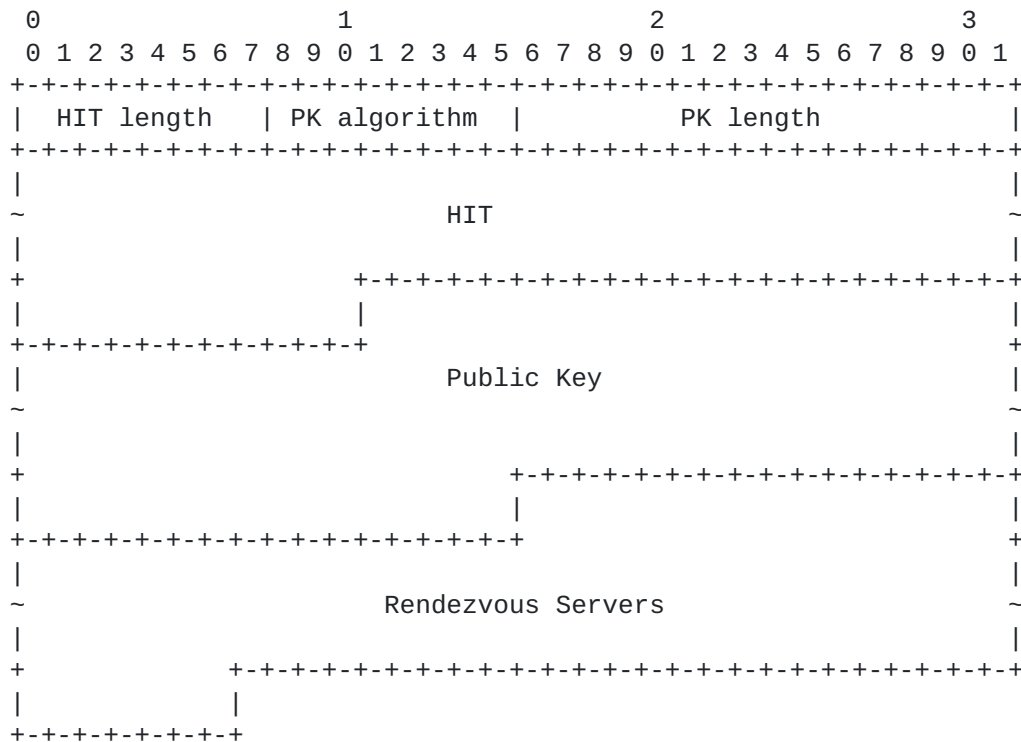 0                   1                   2                   3
0 1 2 3 4 5 6 7 8 9 0 1 2 3 4 5 6 7 8 9 0 1 2 3 4 5 6 7 8 9 0 1
+-+-+-+-+-+-+-+-+-+-+-+-+-+-+-+-+-+-+-+-+-+-+-+-+-+-+-+-+-+-+-+-+
|  HIT length   | PK algorithm  |          PK length            |
+-+-+-+-+-+-+-+-+-+-+-+-+-+-+-+-+-+-+-+-+-+-+-+-+-+-+-+-+-+-+-+-+
|                                                               |
~                           HIT                                 ~
|                                                               |
+                     +-+-+-+-+-+-+-+-+-+-+-+-+-+-+-+-+-+-+-+-+-+
|                     |                                         |
+-+-+-+-+-+-+-+-+-+-+-+                                         +
|                           Public Key                          |
~                                                               ~
|                                                               |
+                               +-+-+-+-+-+-+-+-+-+-+-+-+-+-+-+-+
|                               |                               |
+-+-+-+-+-+-+-+-+-+-+-+-+-+-+-+-+                               +
|                                                               |
~                       Rendezvous Servers                      ~
|                                                               |
+             +-+-+-+-+-+-+-+-+-+-+-+-+-+-+-+-+-+-+-+-+-+-+-+-+-+
|             |
+-+-+-+-+-+-+-+